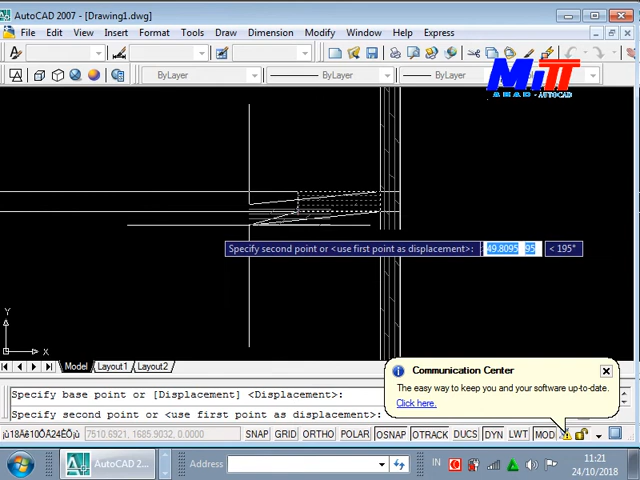 AutoCAD 2007 - [Drawing1.dwg]
File Edit View Insert Format Tools Draw Dimension Modify Window Help Express
ByLayer ByLayer ByLayer
MiTT
AHAD - AUTOCAD
Specify second point or <use first point as displacement>: 49.8095 95 < 195°
Y
X
Model Layout1 Layout2
Communication Center
The easy way to keep you and your software up-to-date.
Click here.
Specify base point or [Displacement] <Displacement>:
Specify second point or <use first point as displacement>:
7510.6921, 1685.9032, 0.0000 SNAP GRID ORTHO POLAR OSNAP OTRACK DUCS DYN LWT MOD
AutoCAD 2... Address IN 11:21
24/10/2018